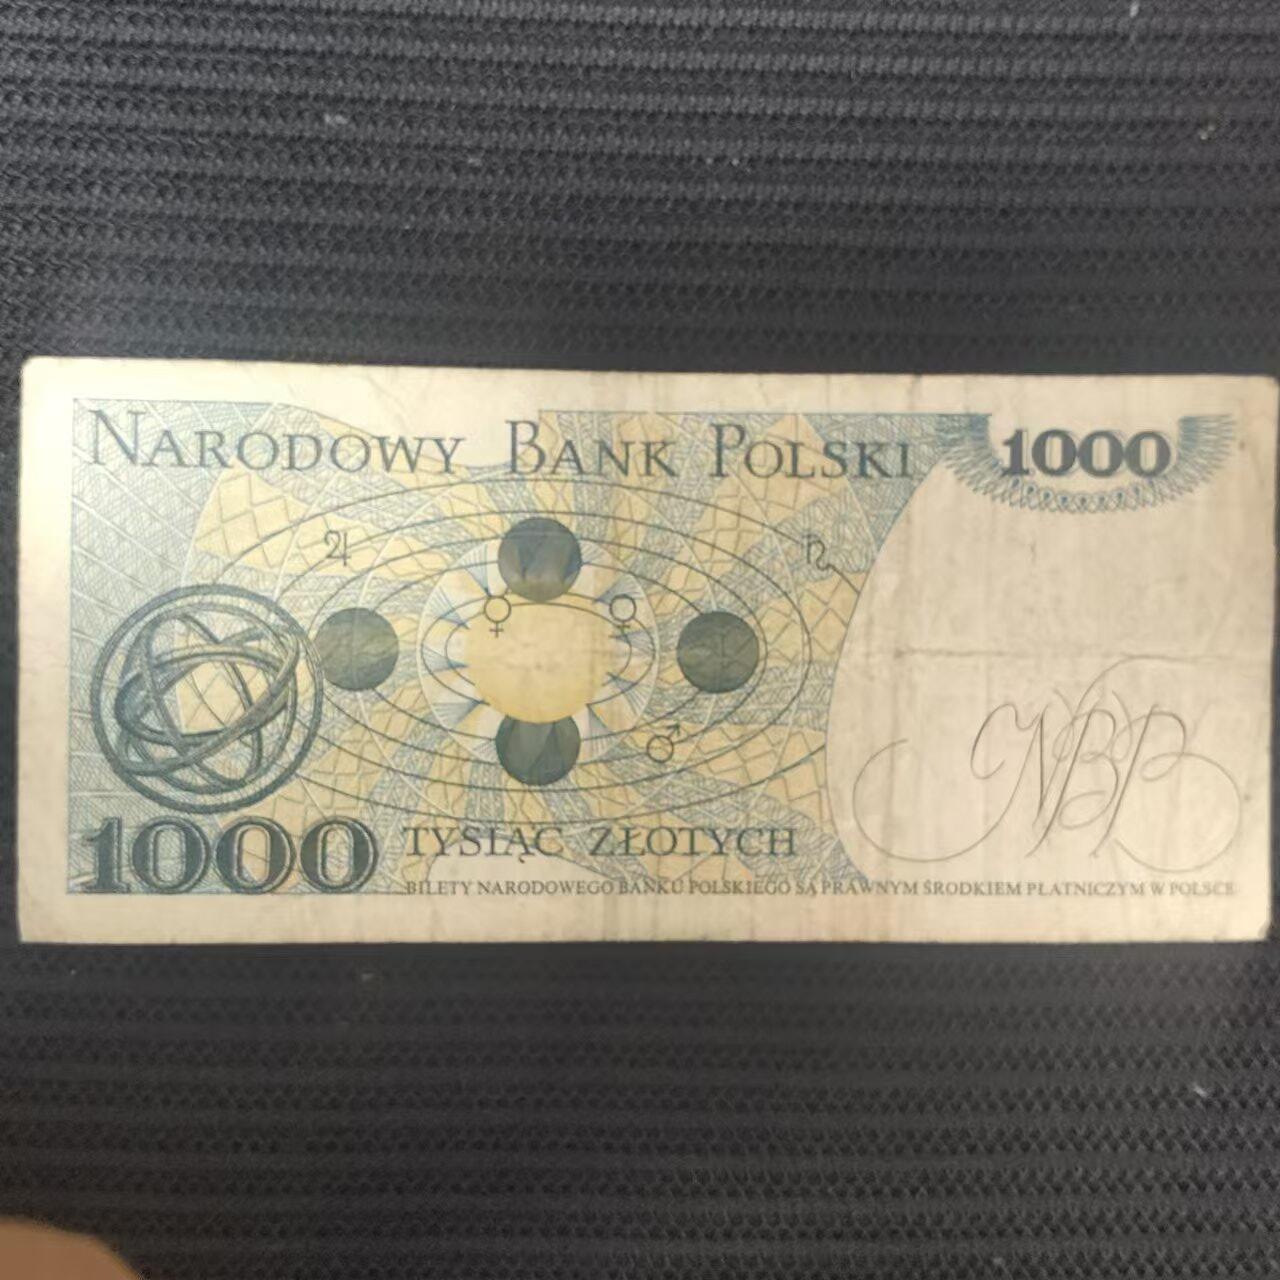 NARODOWY BANK POLSKI 1000
NBP
1000 TYSIĄC ZŁOTYCH
BILETY NARODOWEGO BANKU POLSKIEGO SĄ PRAWNYM ŚRODKIEM PŁATNICZYM W POLSCE